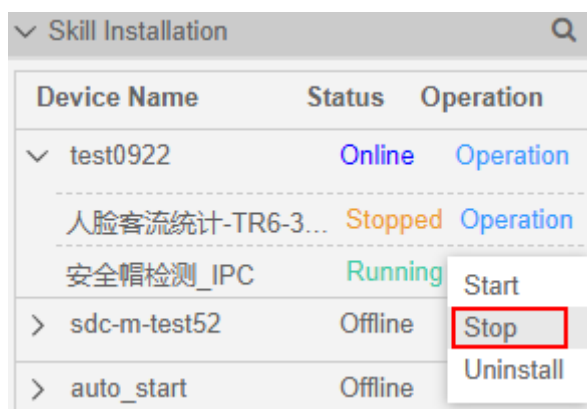 Skill Installation
Device Name Status Operation
test0922 Online Operation
人脸客流统计-TR6-3... Stopped Operation
安全帽检测_IPC Running
Start
sdc-m-test52 Offline
Stop
Uninstall
auto_start Offline